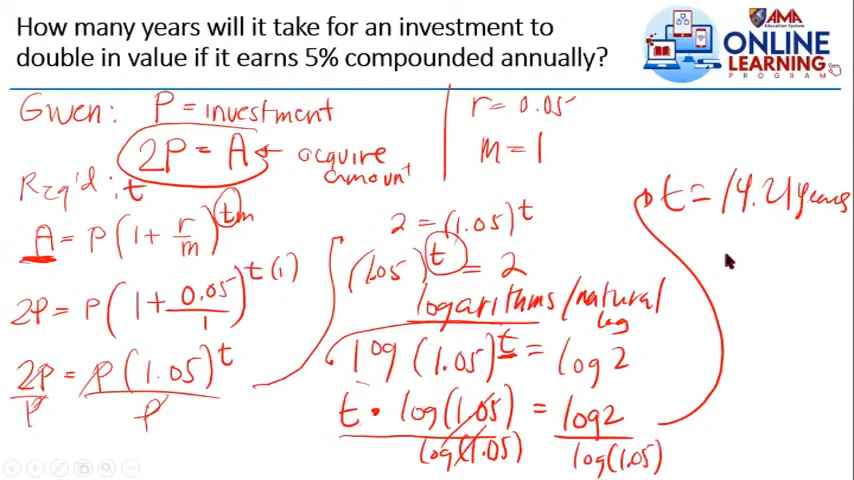 How many years will it take for an investment to
double in value if it earns 5% compounded annually?
AMA
Education System
ONLINE
LEARNING
PROGRAM
Given: P = investment
2P = A ← acquire
amount
Req'd: t
A = P(1 + r/m)^tm
2P = P(1 + 0.05/1)^t(1)
2P/P = P(1.05)^t/P
r = 0.05
m = 1
2 = (1.05)^t
(1.05)^t = 2
logarithms/natural
log
log(1.05)^t = log 2
t • log(1.05)/log(1.05) = log2/log(1.05)
t = 14.21 years